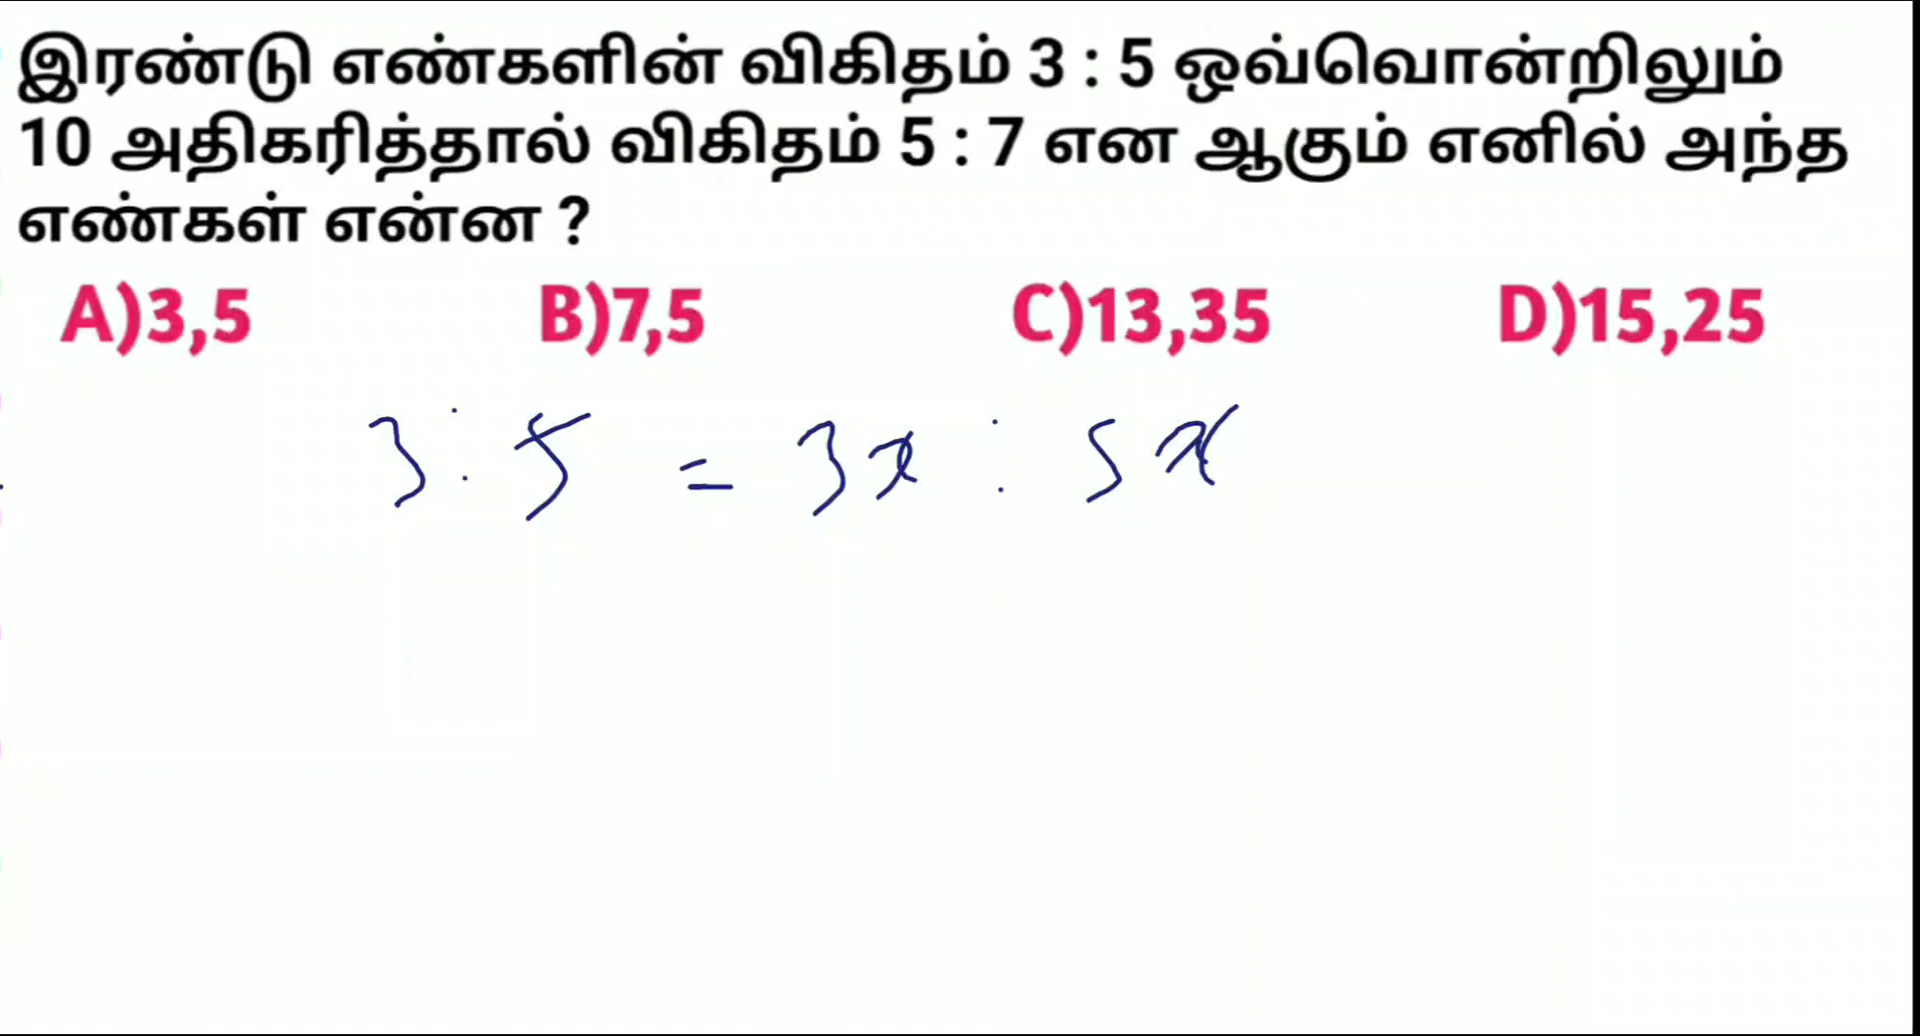 இரண்டு எண்களின் விகிதம் 3 : 5 ஒவ்வொன்றிலும்
10 அதிகரித்தால் விகிதம் 5 : 7 என ஆகும் எனில் அந்த
எண்கள் என்ன ?
A)3,5 B)7,5 C)13,35 D)15,25
3 : 5 = 3x : 5x